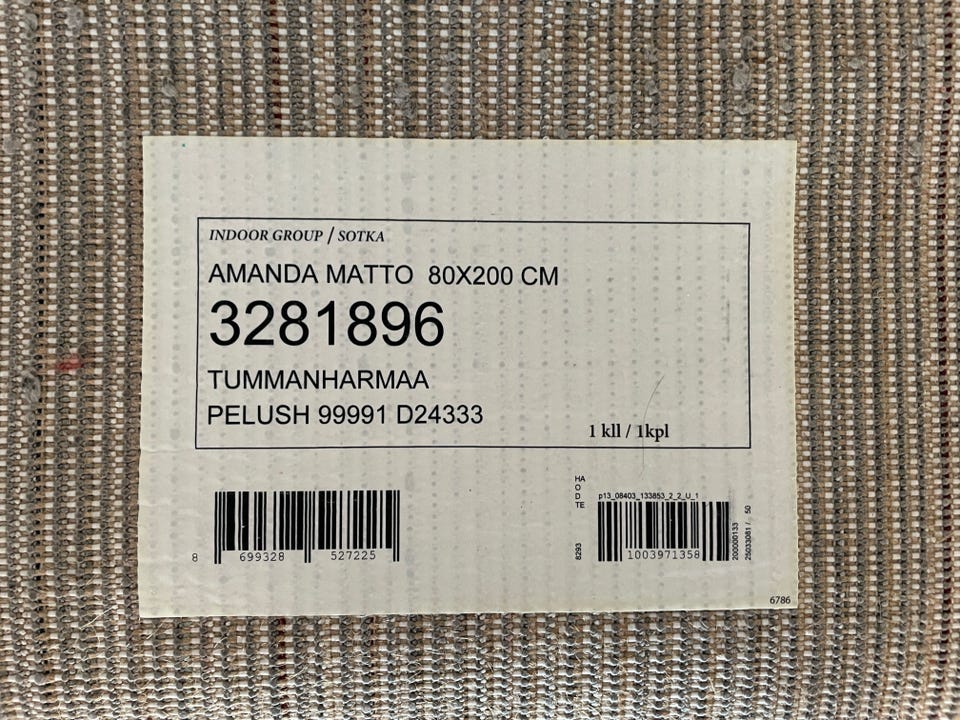 INDOOR GROUP / SOTKA
AMANDA MATTO 80X200 CM
3281896
TUMMANHARMAA
PELUSH 99991 D24333
1 kll / 1kpl
8 699328 527225
HA
O
D
TE
8293
p13_08403_133853_2_2_U_1
1003971358
200000133
25033081 / 50
6786